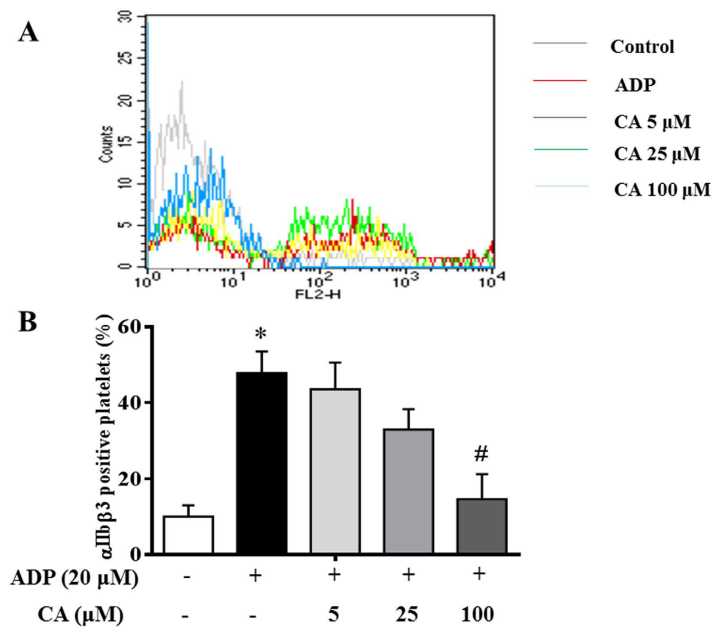 A
30
25
20
15
10
5
0
Counts
10^0 10^1 10^2 10^3 10^4
FL2-H
Control
ADP
CA 5 μM
CA 25 μM
CA 100 μM
B
60
40
20
0
αIIbβ3 positive platelets (%)
*
#
ADP (20 μM) - + + + +
CA (μM) - - 5 25 100